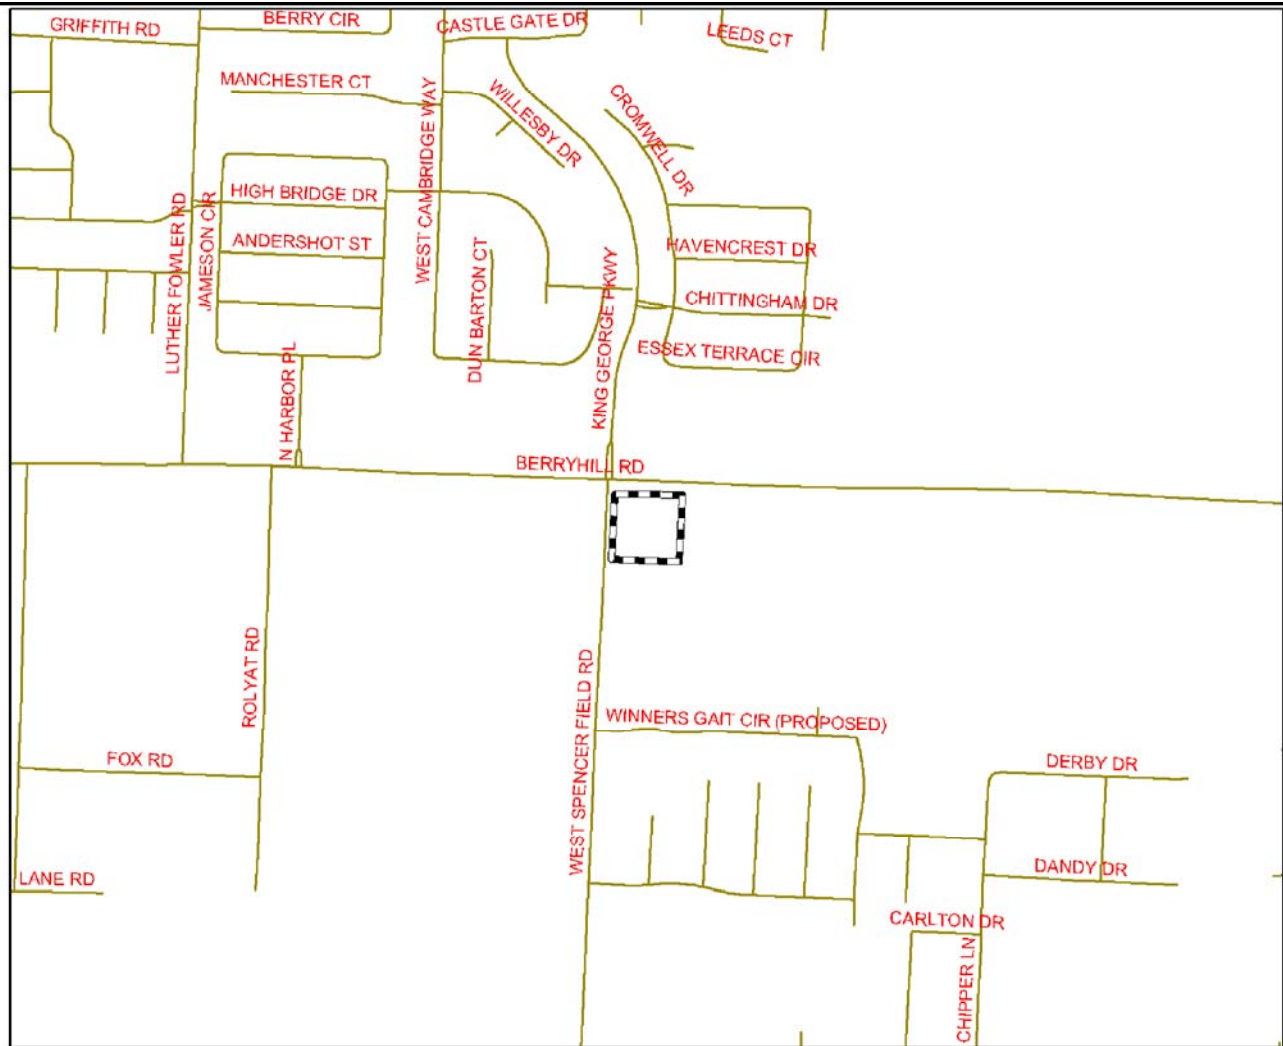 GRIFFITH RD
BERRY CIR
CASTLE GATE DR
LEEDS CT
MANCHESTER CT
WEST CAMBRIDGE WAY
WILLESBY DR
CROMWELL DR
HIGH BRIDGE DR
LUTHER FOWLER RD
JAMESON CIR
ANDERSHOT ST
DUN BARTON CT
KING GEORGE PKWY
HAVENCREST DR
CHITTINGHAM DR
ESSEX TERRACE CIR
N HARBOR PL
BERRYHILL RD
ROLYAT RD
WEST SPENCER FIELD RD
WINNERS GAIT CIR (PROPOSED)
FOX RD
DERBY DR
LANE RD
DANDY DR
CARLTON DR
CHIPPER LN